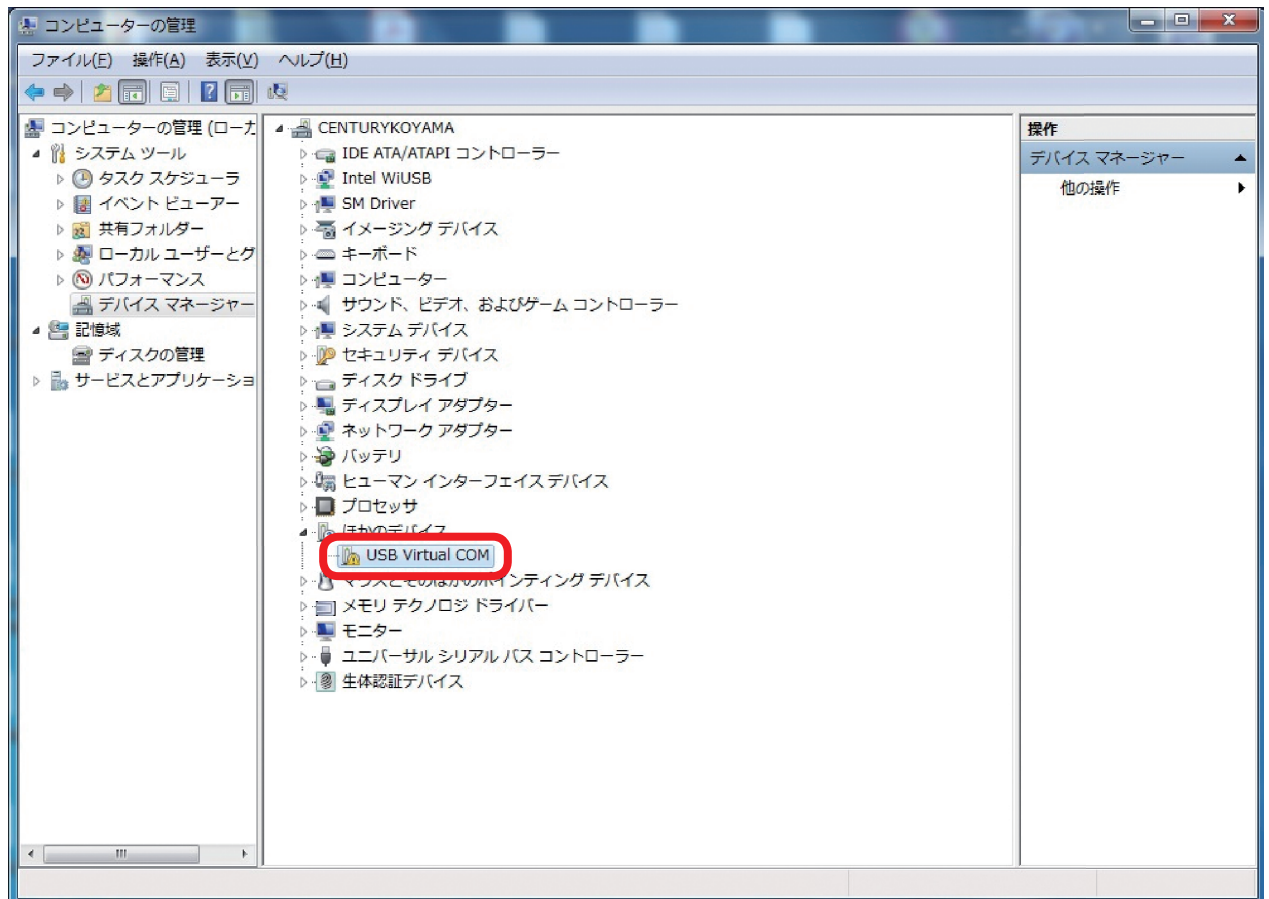 コンピューターの管理
ファイル(F) 操作(A) 表示(V) ヘルプ(H)
コンピューターの管理 (ローカ
システム ツール
タスク スケジューラ
イベント ビューアー
共有フォルダー
ローカル ユーザーとグ
パフォーマンス
デバイス マネージャー
記憶域
ディスクの管理
サービスとアプリケーショ
CENTURYKOYAMA
IDE ATA/ATAPI コントローラー
Intel WiUSB
SM Driver
イメージング デバイス
キーボード
コンピューター
サウンド、ビデオ、およびゲーム コントローラー
システム デバイス
セキュリティ デバイス
ディスク ドライブ
ディスプレイ アダプター
ネットワーク アダプター
バッテリ
ヒューマン インターフェイス デバイス
プロセッサ
ほかのデバイス
USB Virtual COM
マウスとそのほかのポインティング デバイス
メモリ テクノロジ ドライバー
モニター
ユニバーサル シリアル バス コントローラー
生体認証デバイス
操作
デバイス マネージャー
他の操作